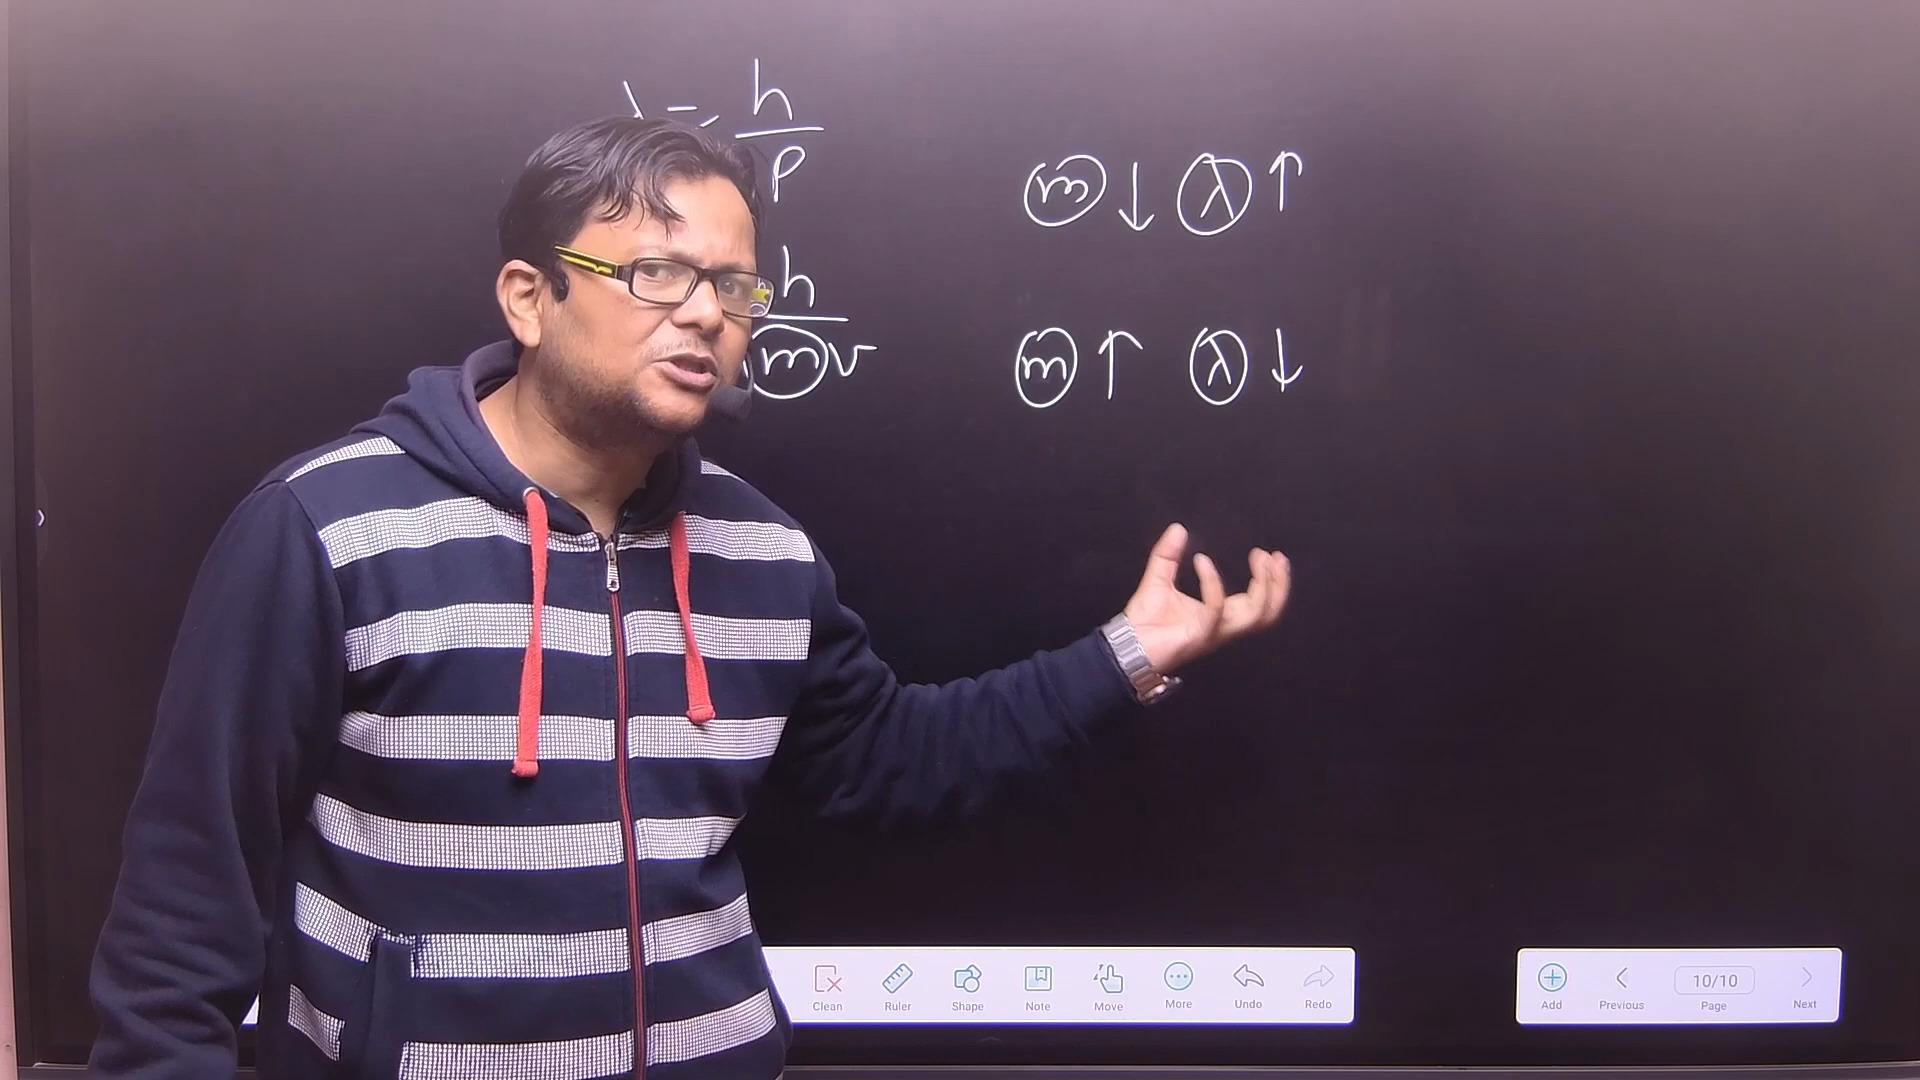 λ = h/p
h/mv
m ↓ λ ↑
m ↑ λ ↓
Clean Ruler Shape Note Move More Undo Redo
Add Previous 10/10 Page Next